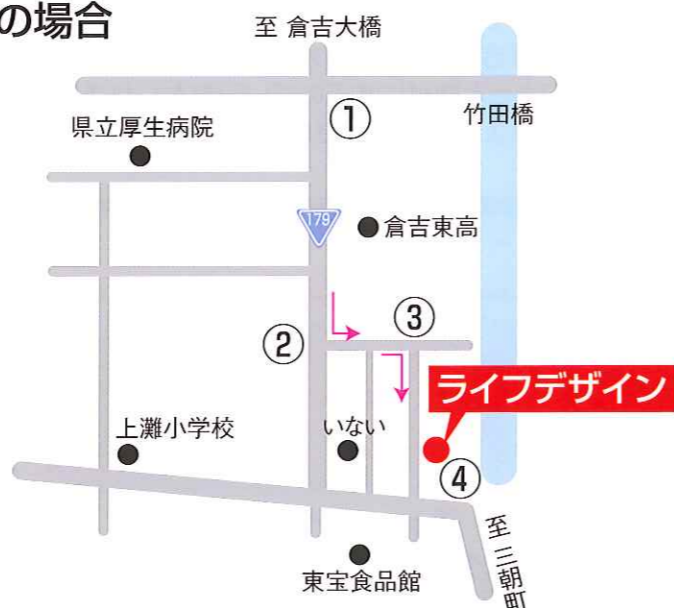 の場合
至 倉吉大橋
①
竹田橋
県立厚生病院
179
倉吉東高
③
②
ライフデザイン
上灘小学校
いない
④
至 三朝町
東宝食品館